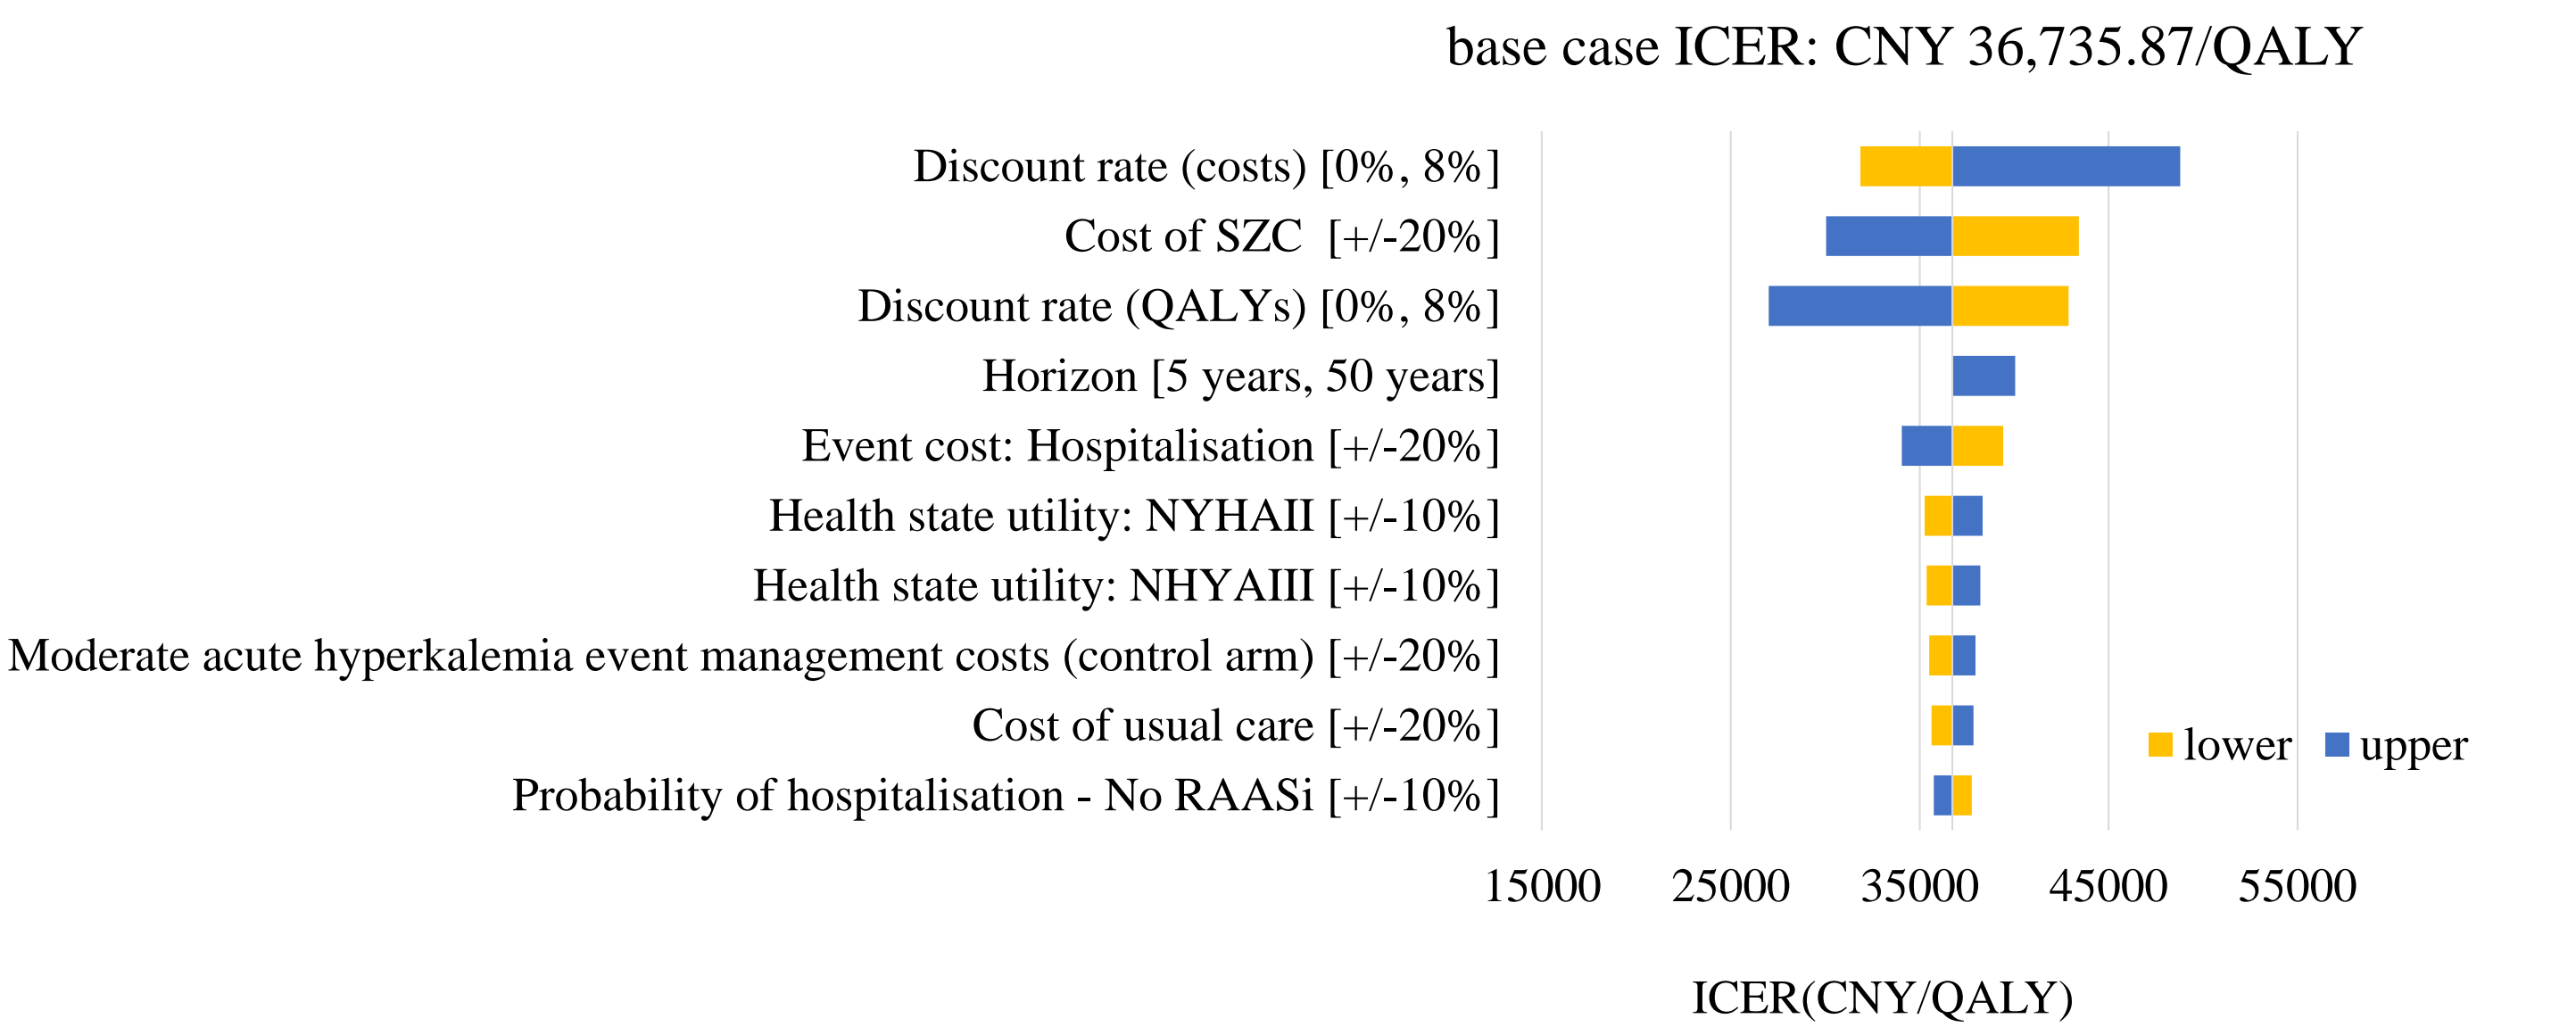 base case ICER: CNY 36,735.87/QALY
Discount rate (costs) [0%, 8%]
Cost of SZC  [+/-20%]
Discount rate (QALYs) [0%, 8%]
Horizon [5 years, 50 years]
Event cost: Hospitalisation [+/-20%]
Health state utility: NYHAII [+/-10%]
Health state utility: NHYAIII [+/-10%]
Moderate acute hyperkalemia event management costs (control arm) [+/-20%]
Cost of usual care [+/-20%]
lower upper
Probability of hospitalisation - No RAASi [+/-10%]
15000 25000 35000 45000 55000
ICER(CNY/QALY)